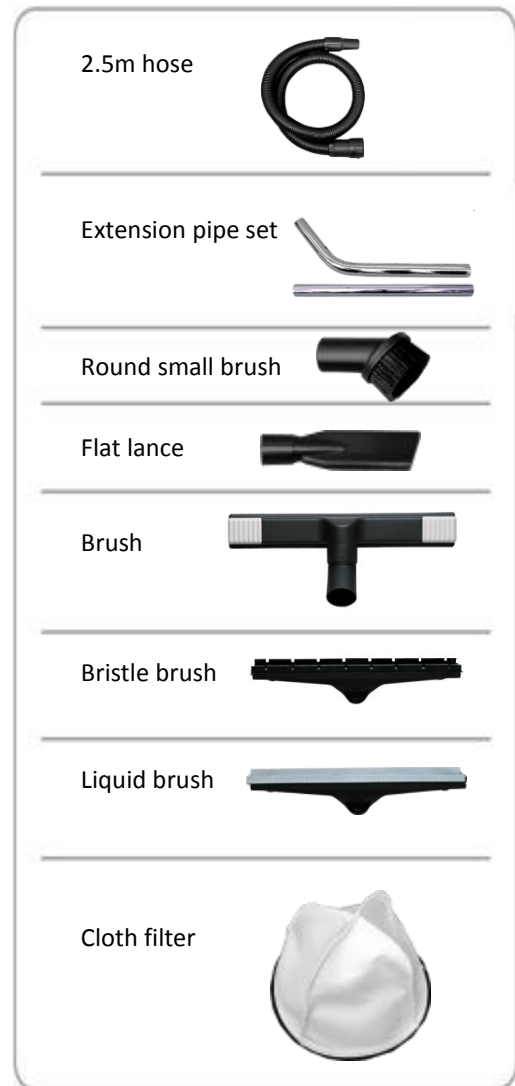 2.5m hose
Extension pipe set
Round small brush
Flat lance
Brush
Bristle brush
Liquid brush
Cloth filter